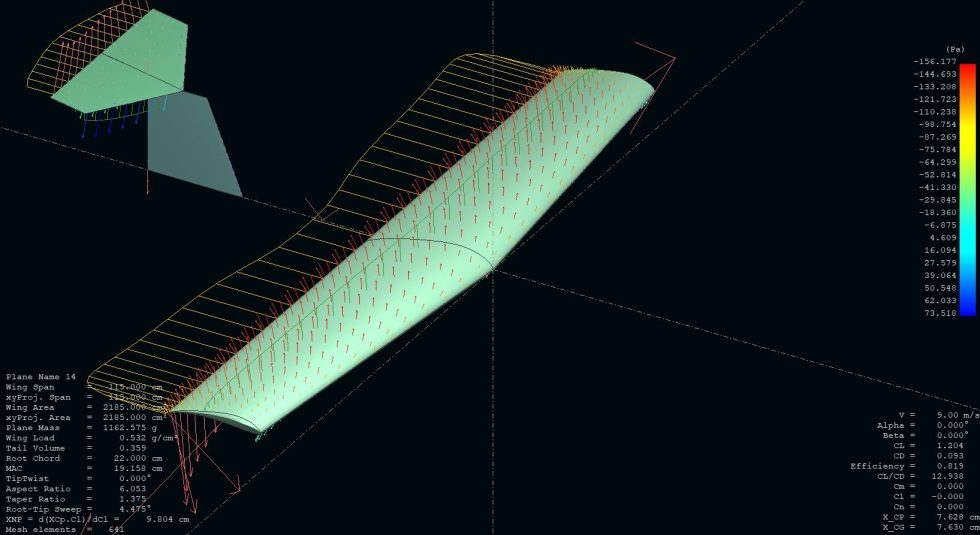 (Pa)
-156.177
-144.693
-133.208
-121.723
-110.238
-98.754
-87.269
-75.784
-64.299
-52.814
-41.330
-29.845
-18.360
-6.875
4.609
16.094
27.579
39.064
50.548
62.033
73.518
Plane Name 14
Wing Span = 115.000 cm
xyProj. Span = 115.000 cm
Wing Area = 2185.000 cm²
xyProj. Area = 2185.000 cm²
Plane Mass = 1162.575 g
Wing Load = 0.532 g/cm²
Tail Volume = 0.359
Root Chord = 22.000 cm
MAC = 19.158 cm
TipTwist = 0.000°
Aspect Ratio = 6.053
Taper Ratio = 1.375
Root-Tip Sweep = 4.475°
XNP = d(XCp.Cl)/dCl = 9.804 cm
Mesh elements = 641
V = 9.00 m/s
Alpha = 0.000°
Beta = 0.000°
CL = 1.204
CD = 0.093
Efficiency = 0.819
CL/CD = 12.938
Cm = 0.000
Cl = -0.000
Cn = 0.000
X_CP = 7.628 cm
X_CG = 7.630 cm